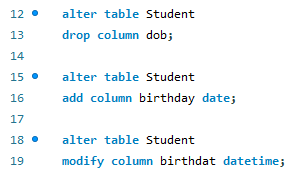 12 alter table Student
13 drop column dob;
14
15 alter table Student
16 add column birthday date;
17
18 alter table Student
19 modify column birthdat datetime;